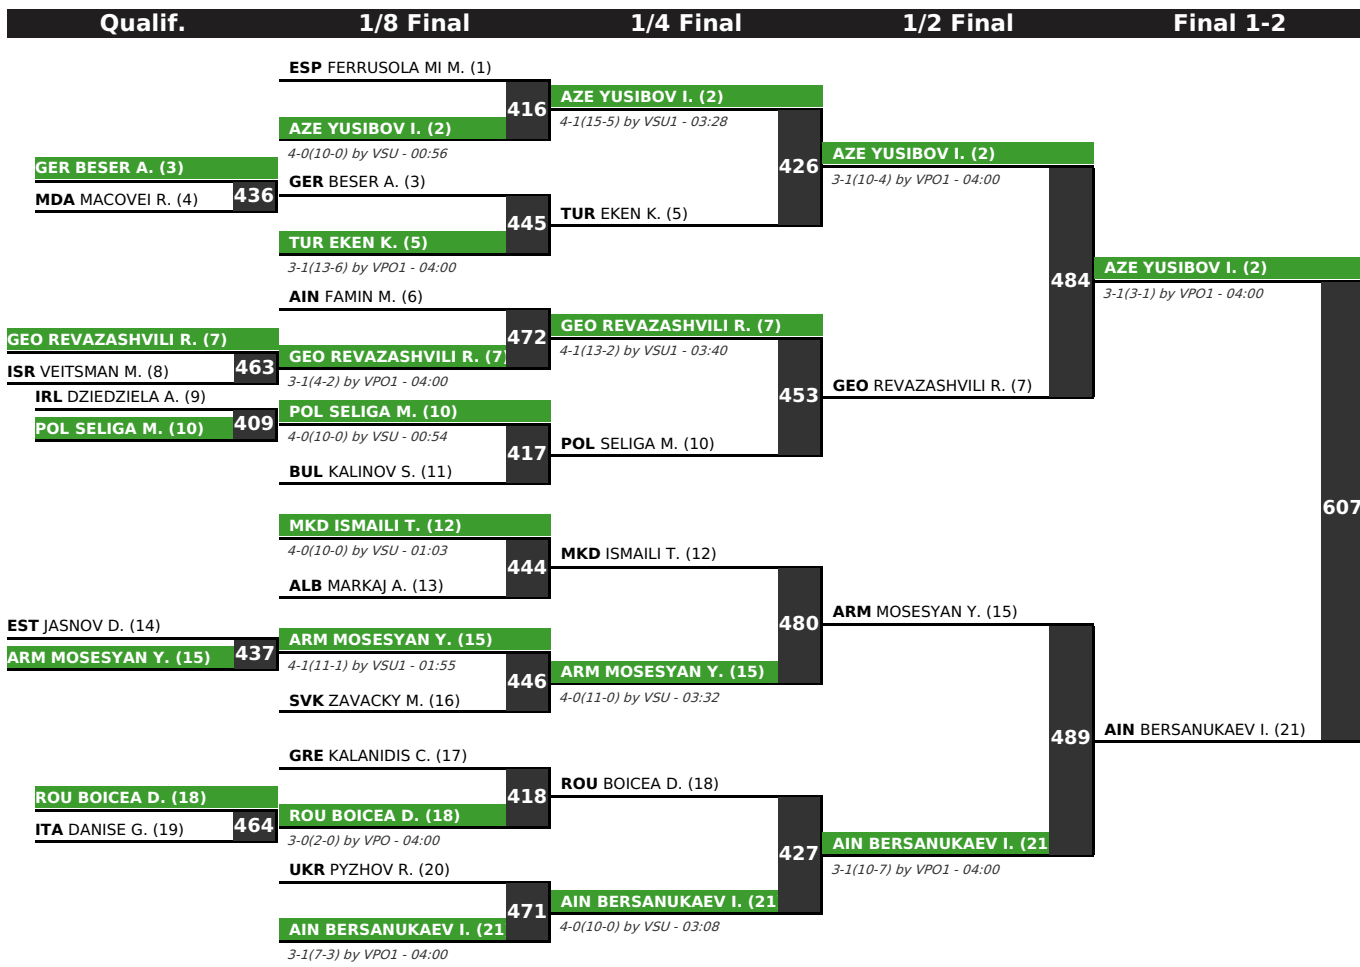 Qualif.
1/8 Final
1/4 Final
1/2 Final
Final 1-2
GER BESER A. (3)
MDA MACOVEI R. (4)
436
GEO REVAZASHVILI R. (7)
ISR VEITSMAN M. (8)
463
IRL DZIEDZIELA A. (9)
POL SELIGA M. (10)
409
EST JASNOV D. (14)
ARM MOSESYAN Y. (15)
437
ROU BOICEA D. (18)
ITA DANISE G. (19)
464
ESP FERRUSOLA MI M. (1)
416
AZE YUSIBOV I. (2)
4-0(10-0) by VSU - 00:56
GER BESER A. (3)
445
TUR EKEN K. (5)
3-1(13-6) by VPO1 - 04:00
AIN FAMIN M. (6)
472
GEO REVAZASHVILI R. (7)
3-1(4-2) by VPO1 - 04:00
POL SELIGA M. (10)
4-0(10-0) by VSU - 00:54
417
BUL KALINOV S. (11)
MKD ISMAILI T. (12)
4-0(10-0) by VSU - 01:03
444
ALB MARKAJ A. (13)
ARM MOSESYAN Y. (15)
4-1(11-1) by VSU1 - 01:55
446
SVK ZAVACKY M. (16)
GRE KALANIDIS C. (17)
418
ROU BOICEA D. (18)
3-0(2-0) by VPO - 04:00
UKR PYZHOV R. (20)
471
AIN BERSANUKAEV I. (21
3-1(7-3) by VPO1 - 04:00
AZE YUSIBOV I. (2)
4-1(15-5) by VSU1 - 03:28
426
TUR EKEN K. (5)
GEO REVAZASHVILI R. (7)
4-1(13-2) by VSU1 - 03:40
453
POL SELIGA M. (10)
MKD ISMAILI T. (12)
480
ARM MOSESYAN Y. (15)
4-0(11-0) by VSU - 03:32
ROU BOICEA D. (18)
427
AIN BERSANUKAEV I. (21
4-0(10-0) by VSU - 03:08
AZE YUSIBOV I. (2)
3-1(10-4) by VPO1 - 04:00
484
GEO REVAZASHVILI R. (7)
ARM MOSESYAN Y. (15)
489
AIN BERSANUKAEV I. (21
3-1(10-7) by VPO1 - 04:00
AZE YUSIBOV I. (2)
3-1(3-1) by VPO1 - 04:00
607
AIN BERSANUKAEV I. (21)